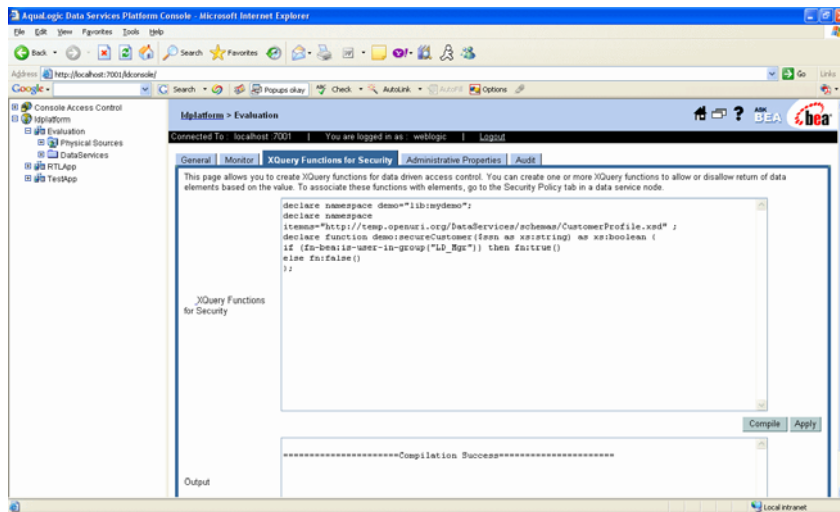 AquaLogic Data Services Platform Console - Microsoft Internet Explorer
File Edit View Favorites Tools Help
Back Search Favorites
Address http://localhost:7001/ldconsole/ Go Links
Google Search Popups okay Check AutoLink AutoFill Options
Console Access Control
ldplatform
Evaluation
Physical Sources
DataServices
RTLApp
TestApp
ldplatform > Evaluation
ASK BEA
bea
Connected To : localhost :7001 | You are logged in as : weblogic | Logout
General Monitor XQuery Functions for Security Administrative Properties Audit
This page allows you to create XQuery functions for data driven access control. You can create one or more XQuery functions to allow or disallow return of data
elements based on the value. To associate these functions with elements, go to the Security Policy tab in a data service node.
declare namespace demo="lib:mydemo";
declare namespace
itemns="http://temp.openuri.org/DataServices/schemas/CustomerProfile.xsd" ;
declare function demo:secureCustomer($ssn as xs:string) as xs:boolean {
if (fn-bea:is-user-in-group("LD_Mgr")) then fn:true()
else fn:false()
};
XQuery Functions
for Security
Compile Apply
======================Compilation Success======================
Output
Local intranet